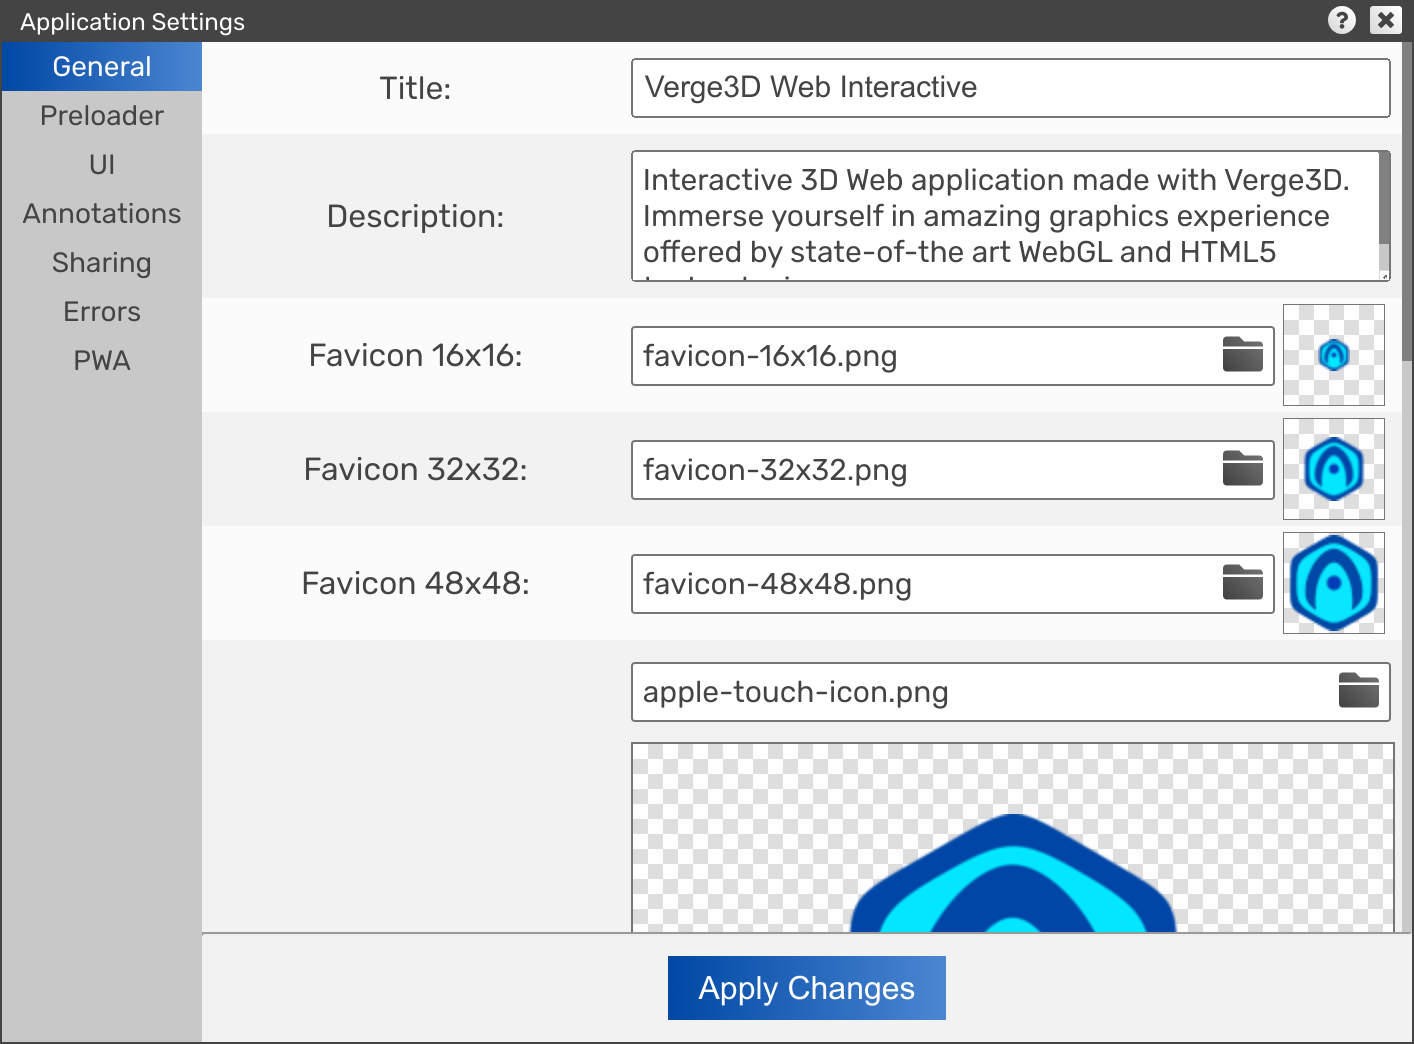 Application Settings
General
Preloader
UI
Annotations
Sharing
Errors
PWA
Title:
Verge3D Web Interactive
Description:
Interactive 3D Web application made with Verge3D.
Immerse yourself in amazing graphics experience
offered by state-of-the art WebGL and HTML5
Favicon 16x16:
favicon-16x16.png
Favicon 32x32:
favicon-32x32.png
Favicon 48x48:
favicon-48x48.png
apple-touch-icon.png
Apply Changes